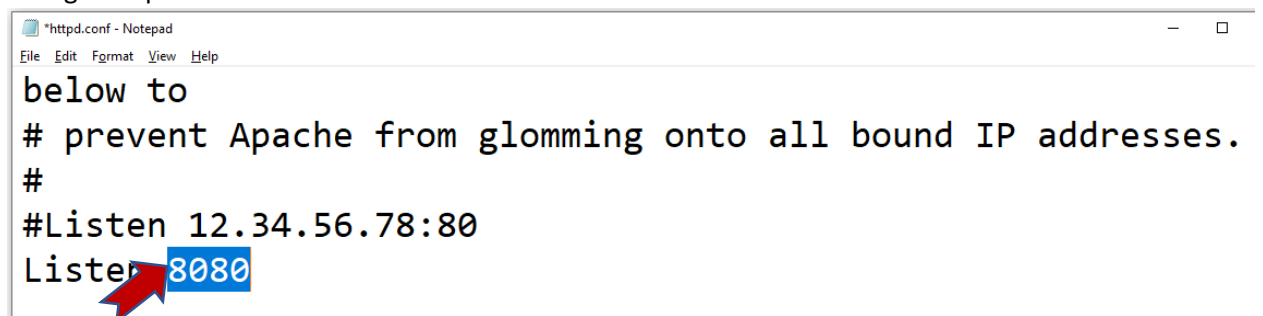 *httpd.conf - Notepad
File Edit Format View Help
below to
# prevent Apache from glomming onto all bound IP addresses.
#
#Listen 12.34.56.78:80
Listen 8080